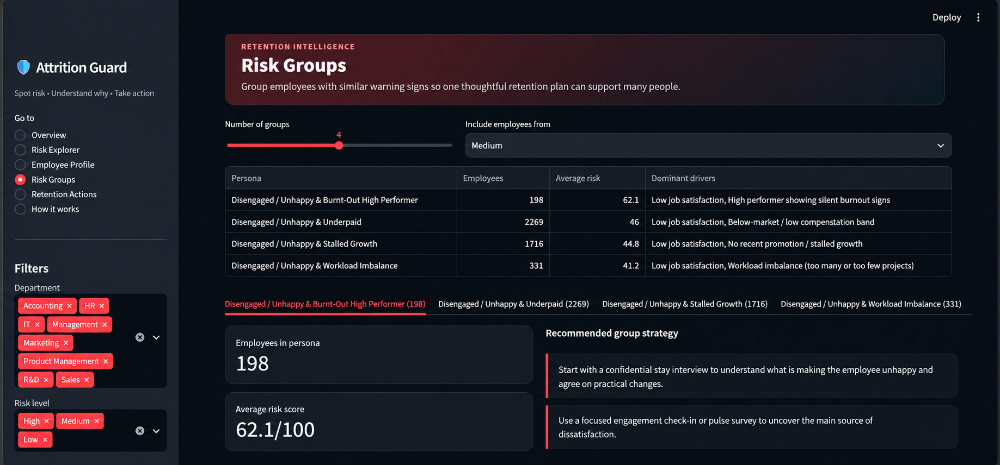 Deploy
Attrition Guard
Spot risk • Understand why • Take action
Go to
Overview
Risk Explorer
Employee Profile
Risk Groups
Retention Actions
How it works
Filters
Department
Accounting × HR ×
IT × Management ×
Marketing ×
Product Management ×
R&D × Sales ×
Risk level
High × Medium ×
Low ×
RETENTION INTELLIGENCE
Risk Groups
Group employees with similar warning signs so one thoughtful retention plan can support many people.
Number of groups
4
Include employees from
Medium
Persona Employees Average risk Dominant drivers
Disengaged / Unhappy & Burnt-Out High Performer 198 62.1 Low job satisfaction, High performer showing silent burnout signs
Disengaged / Unhappy & Underpaid 2269 46 Low job satisfaction, Below-market / low compenstation band
Disengaged / Unhappy & Stalled Growth 1716 44.8 Low job satisfaction, No recent promotion / stalled growth
Disengaged / Unhappy & Workload Imbalance 331 41.2 Low job satisfaction, Workload imbalance (too many or too few projects)
Disengaged / Unhappy & Burnt-Out High Performer (198) Disengaged / Unhappy & Underpaid (2269) Disengaged / Unhappy & Stalled Growth (1716) Disengaged / Unhappy & Workload Imbalance (331)
Employees in persona
198
Average risk score
62.1/100
Recommended group strategy
Start with a confidential stay interview to understand what is making the employee unhappy and
agree on practical changes.
Use a focused engagement check-in or pulse survey to uncover the main source of
dissatisfaction.